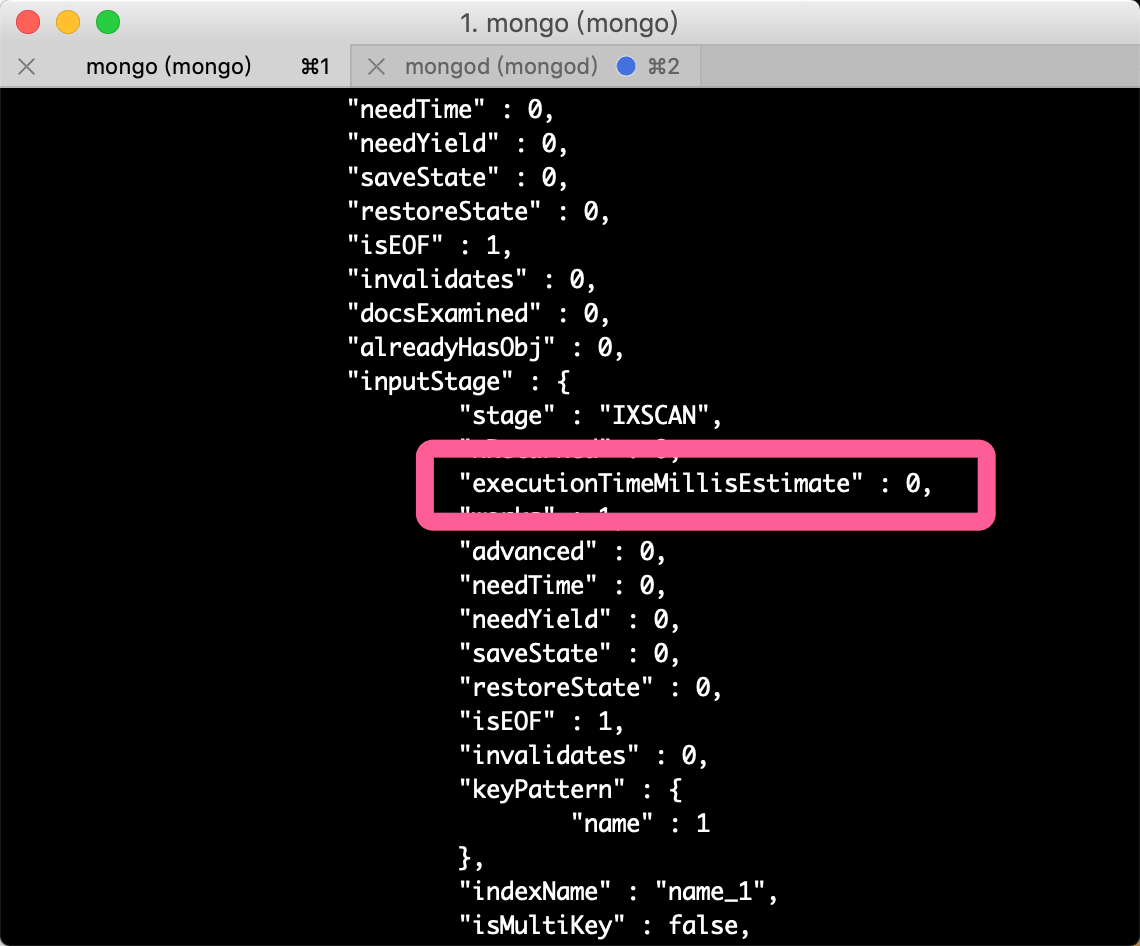 1. mongo (mongo)
mongo (mongo) ⌘1 mongod (mongod) ⌘2
"needTime" : 0,
"needYield" : 0,
"saveState" : 0,
"restoreState" : 0,
"isEOF" : 1,
"invalidates" : 0,
"docsExamined" : 0,
"alreadyHasObj" : 0,
"inputStage" : {
"stage" : "IXSCAN",
"executionTimeMillisEstimate" : 0,
"advanced" : 0,
"needTime" : 0,
"needYield" : 0,
"saveState" : 0,
"restoreState" : 0,
"isEOF" : 1,
"invalidates" : 0,
"keyPattern" : {
"name" : 1
},
"indexName" : "name_1",
"isMultiKey" : false,